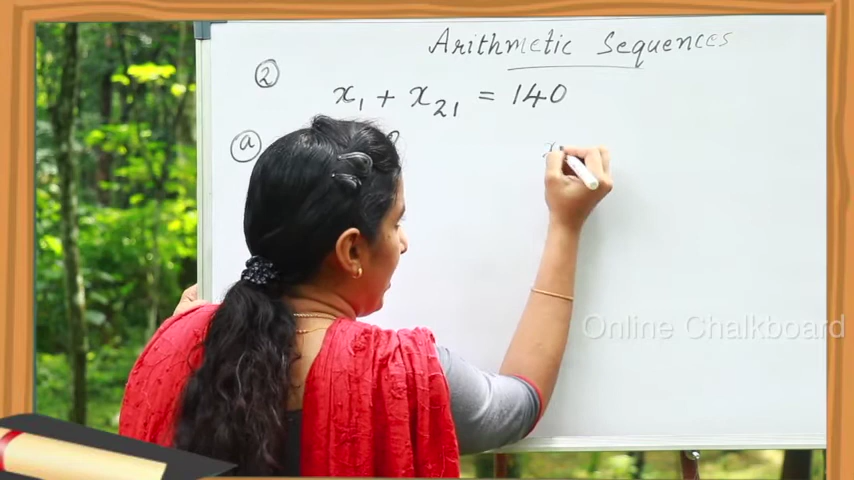 Arithmetic Sequences
②
x₁ + x₂₁ = 140
ⓐ
Online Chalkboard